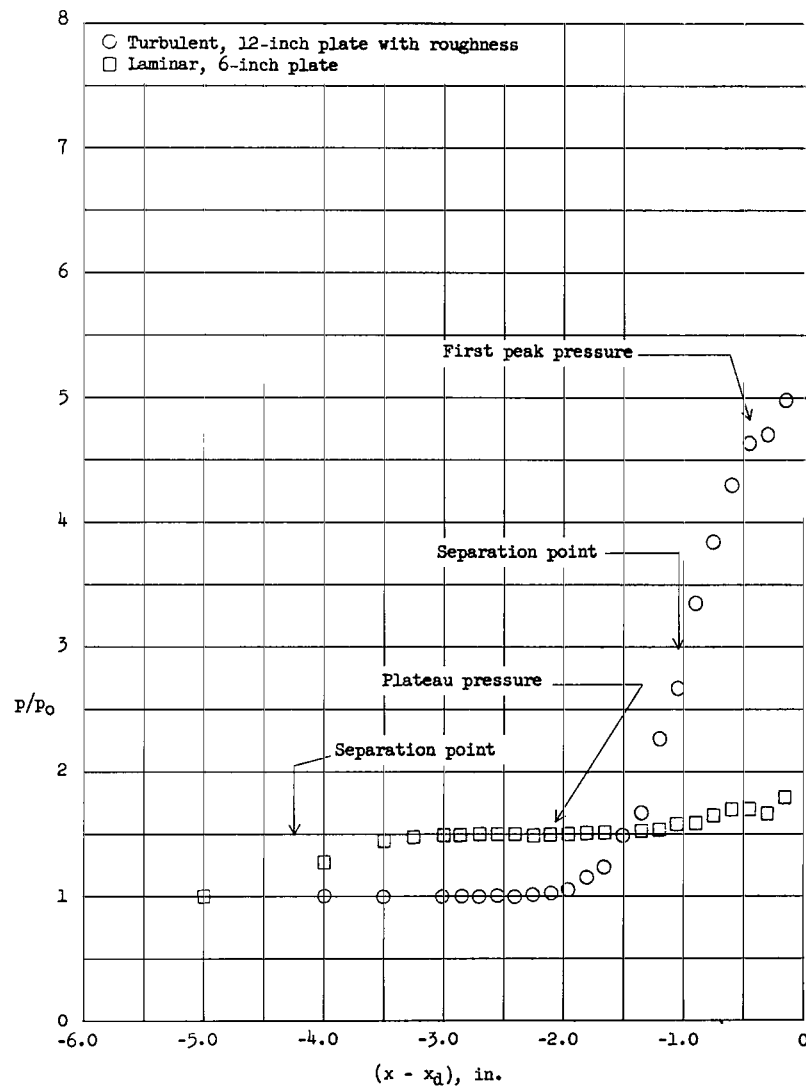 8
○ Turbulent, 12-inch plate with roughness
□ Laminar, 6-inch plate
7
6
First peak pressure
5
4
Separation point
3
Plateau pressure
p/p₀
Separation point
2
1
0
-6.0 -5.0 -4.0 -3.0 -2.0 -1.0 0
(x - x_d), in.